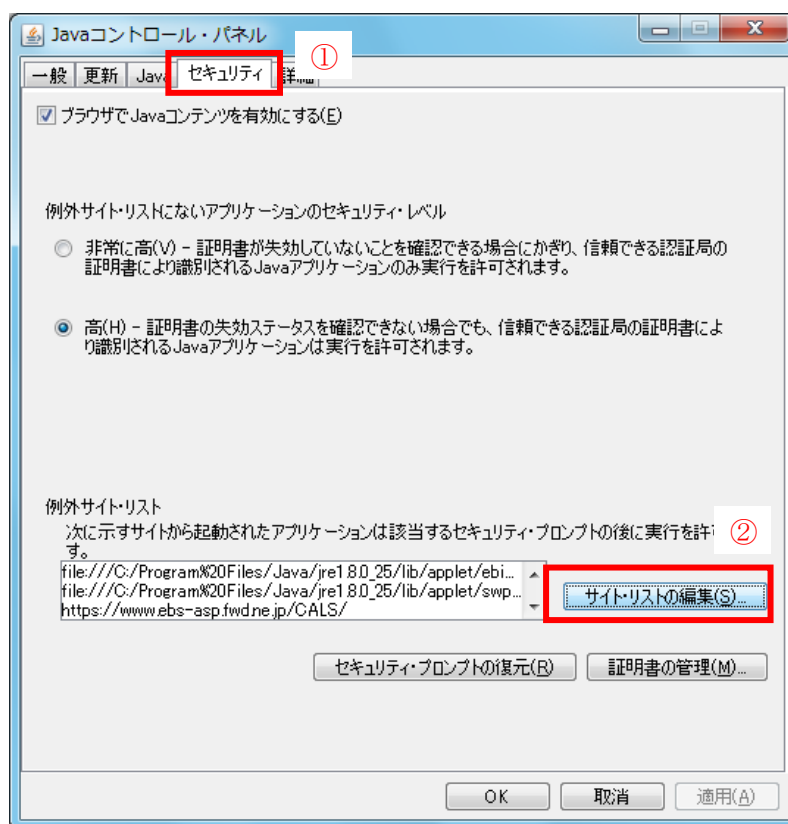 Javaコントロール・パネル
①
一般 更新 Java セキュリティ 詳細
ブラウザでJavaコンテンツを有効にする(E)
例外サイト・リストにないアプリケーションのセキュリティ・レベル
非常に高(V) - 証明書が失効していないことを確認できる場合にかぎり、信頼できる認証局の
証明書により識別されるJavaアプリケーションのみ実行を許可されます。
高(H) - 証明書の失効ステータスを確認できない場合でも、信頼できる認証局の証明書によ
り識別されるJavaアプリケーションは実行を許可されます。
例外サイト・リスト
次に示すサイトから起動されたアプリケーションは該当するセキュリティ・プロンプトの後に実行を許
す。
②
file:///C:/Program%20Files/Java/jre1.8.0_25/lib/applet/ebi...
file:///C:/Program%20Files/Java/jre1.8.0_25/lib/applet/swp...
https://www.ebs-asp.fwd.ne.jp/CALS/
サイト・リストの編集(S)...
セキュリティ・プロンプトの復元(R) 証明書の管理(M)...
OK 取消 適用(A)